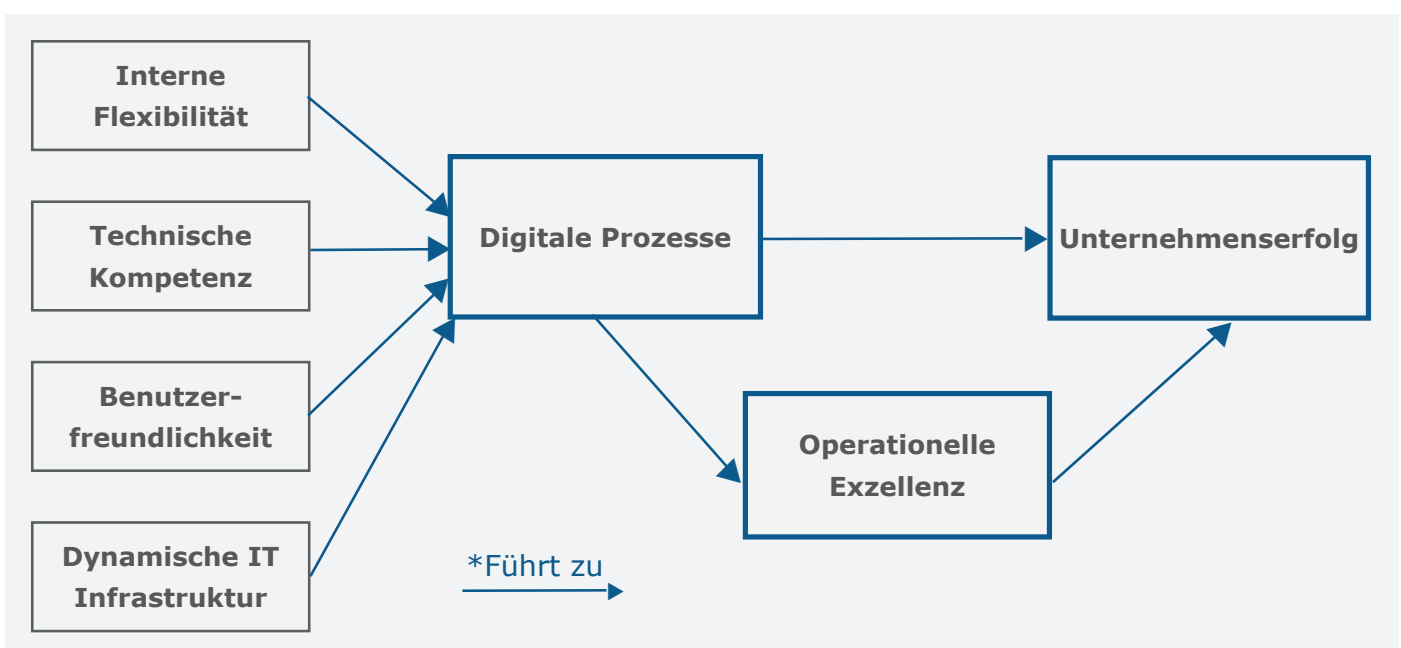 Interne
Flexibilität
Technische
Kompetenz
Benutzer-
freundlichkeit
Dynamische IT
Infrastruktur
Digitale Prozesse
Unternehmenserfolg
Operationelle
Exzellenz
*Führt zu